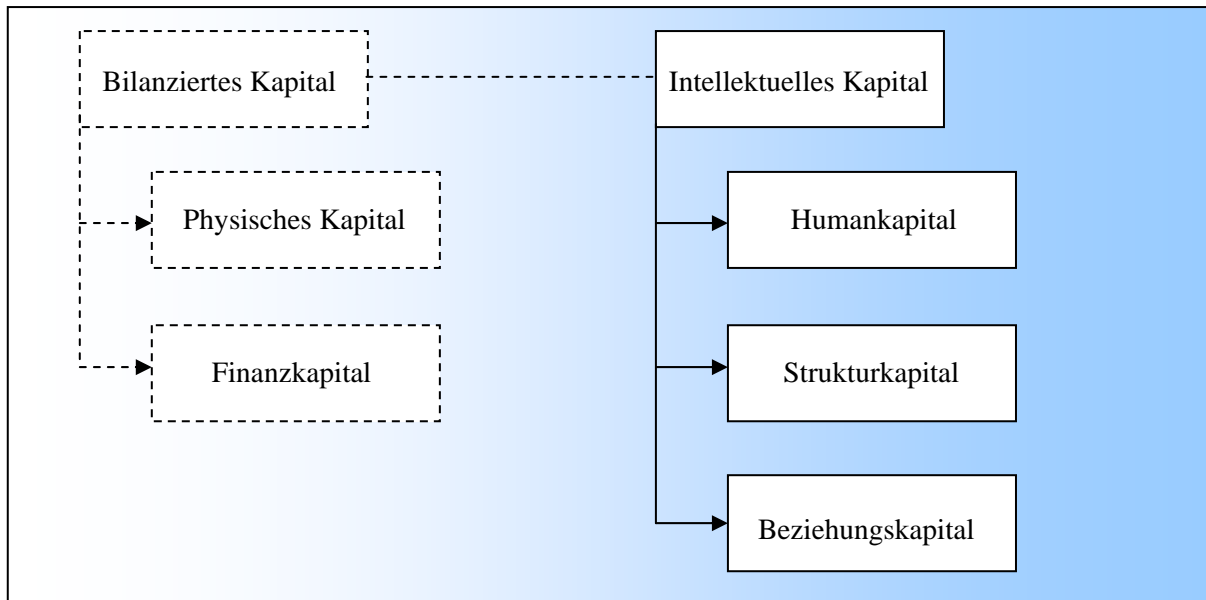 Bilanziertes Kapital
Intellektuelles Kapital
Physisches Kapital
Humankapital
Finanzkapital
Strukturkapital
Beziehungskapital